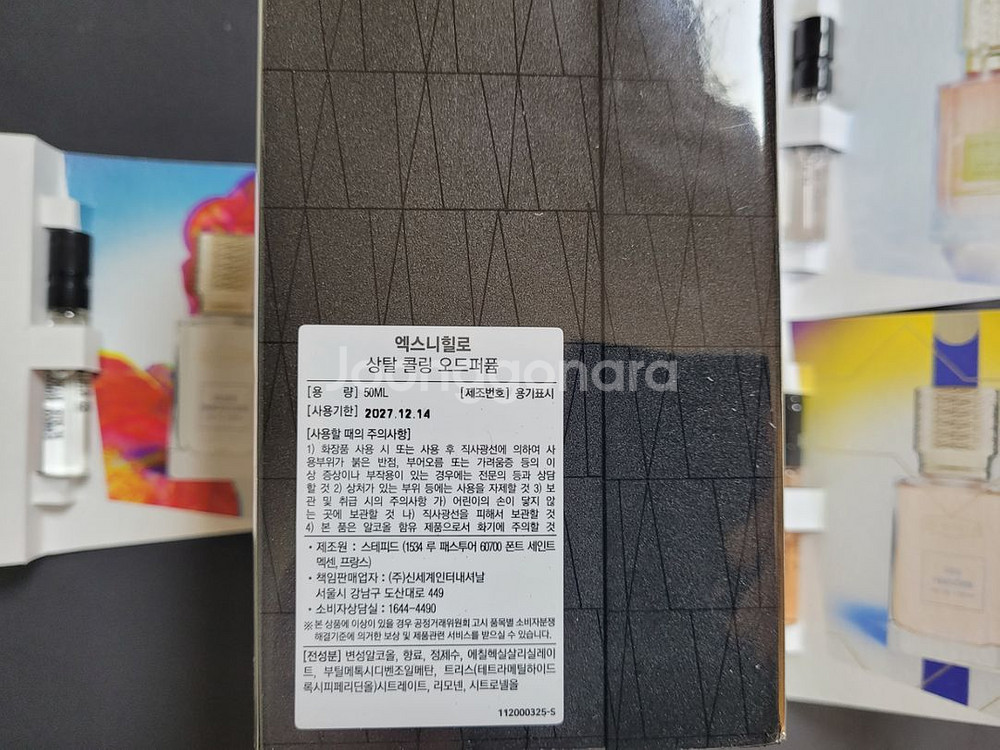 엑스니힐로
상탈 콜링 오드퍼퓸
Joonggonara
[용 량] 50ML [제조번호] 용기표시
[사용기한] 2027.12.14
[사용할 때의 주의사항]
1) 화장품 사용 시 또는 사용 후 직사광선에 의하여 사
용부위가 붉은 반점, 부어오름 또는 가려움증 등의 이
상 증상이나 부작용이 있는 경우에는 전문의 등과 상담
할 것 2) 상처가 있는 부위 등에는 사용을 자제할 것 3) 보
관 및 취급 시의 주의사항 가) 어린이의 손이 닿지 않
는 곳에 보관할 것 나) 직사광선을 피해서 보관할 것
4) 본 품은 알코올 함유 제품으로서 화기에 주의할 것
• 제조원 : 스테피드 (1534 루 패스투어 60700 폰트 세인트
멕센, 프랑스)
• 책임판매업자 : (주)신세계인터내셔날
서울시 강남구 도산대로 449
• 소비자상담실 : 1644-4490
※ 본 상품에 이상이 있을 경우 공정거래위원회 고시 품목별 소비자분쟁
해결기준에 의거한 보상 및 제품관련 서비스를 받으실 수 있습니다.
[전성분] 변성알코올, 향료, 정제수, 에칠헥실살리실레이
트, 부틸메톡시디벤조일메탄, 트리스(테트라메틸하이드
록시피페리딘올)시트레이트, 리모넨, 시트로넬올
112000325-S